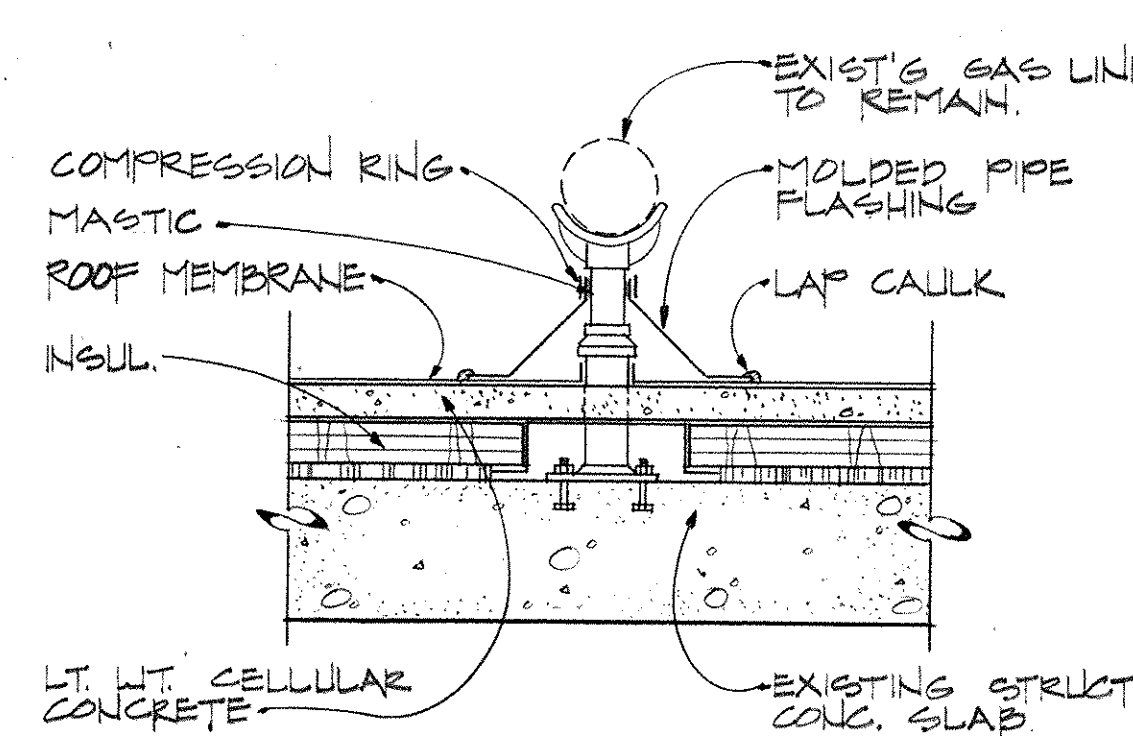 EXIST'G GAS LIN
TO REMAIN.
COMPRESSION RING
MOLDED PIPE
FLASHING
MASTIC
ROOF MEMBRANE
LAP CAULK
INSUL.
LT. WT. CELLULAR
CONCRETE
EXISTING STRUCT
CONC. SLAB